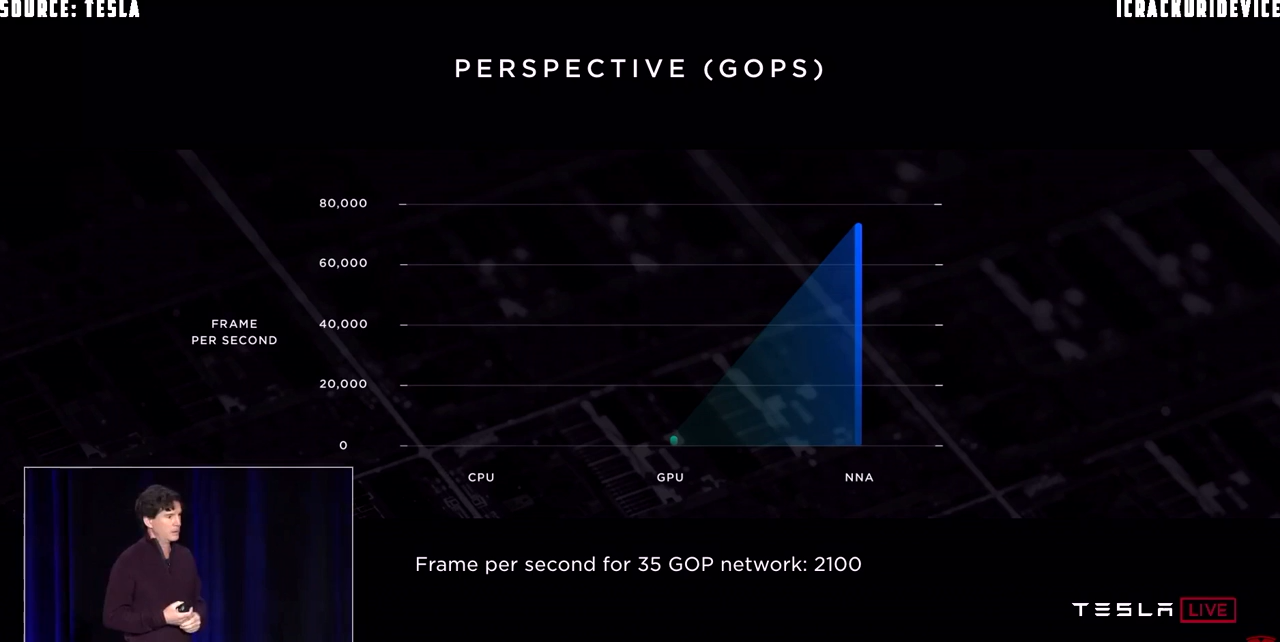 SOURCE: TESLA
ICRACKURIDEVICE
PERSPECTIVE (GOPS)
80,000
60,000
40,000
20,000
0
FRAME
PER SECOND
CPU
GPU
NNA
Frame per second for 35 GOP network: 2100
TESLA LIVE